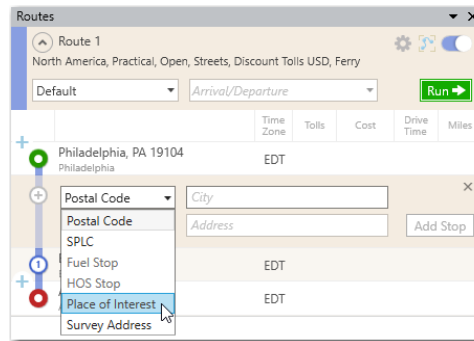 Routes
Route 1
North America, Practical, Open, Streets, Discount Tolls USD, Ferry
Default
Arrival/Departure
Run
Time Zone
Tolls
Cost
Drive Time
Miles
Philadelphia, PA 19104
Philadelphia
EDT
Postal Code
City
Address
Add Stop
Postal Code
SPLC
Fuel Stop
HOS Stop
Place of Interest
Survey Address
1
EDT
EDT